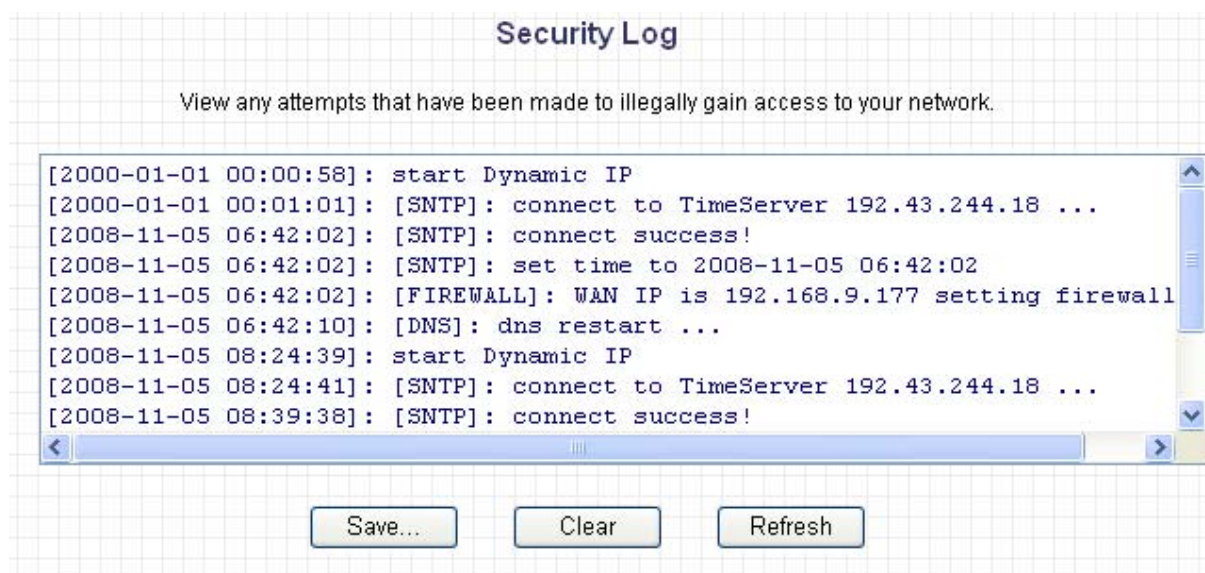 Security Log
View any attempts that have been made to illegally gain access to your network.
[2000-01-01 00:00:58]: start Dynamic IP
[2000-01-01 00:01:01]: [SNTP]: connect to TimeServer 192.43.244.18 ...
[2008-11-05 06:42:02]: [SNTP]: connect success!
[2008-11-05 06:42:02]: [SNTP]: set time to 2008-11-05 06:42:02
[2008-11-05 06:42:02]: [FIREWALL]: WAN IP is 192.168.9.177 setting firewall
[2008-11-05 06:42:10]: [DNS]: dns restart ...
[2008-11-05 08:24:39]: start Dynamic IP
[2008-11-05 08:24:41]: [SNTP]: connect to TimeServer 192.43.244.18 ...
[2008-11-05 08:39:38]: [SNTP]: connect success!
Save... Clear Refresh